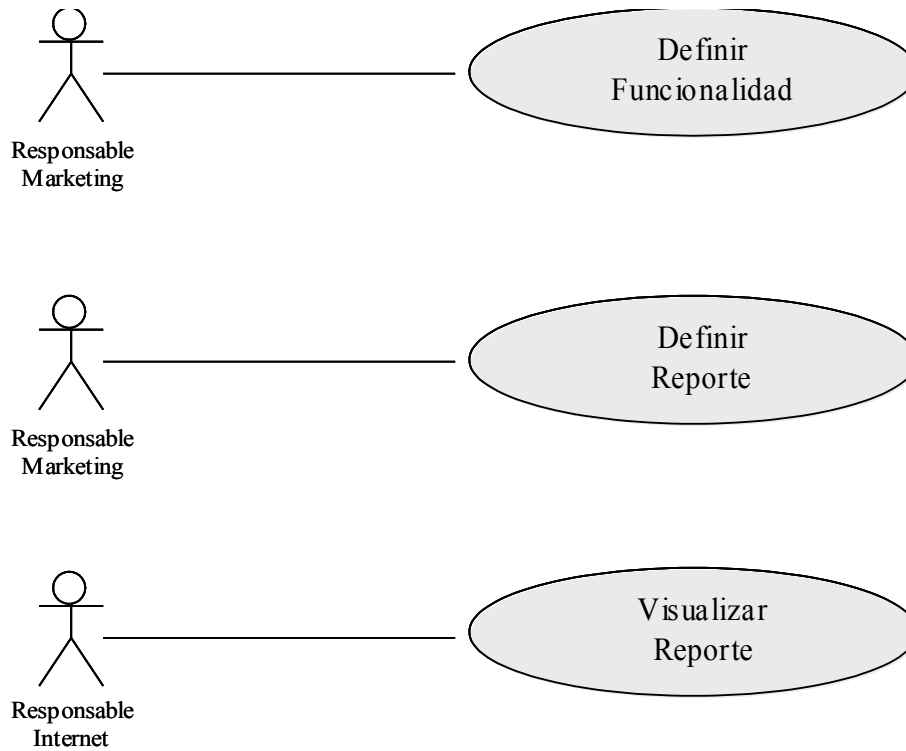 Definir
Funcionalidad
Responsable
Marketing
Definir
Reporte
Responsable
Marketing
Visualizar
Reporte
Responsable
Internet